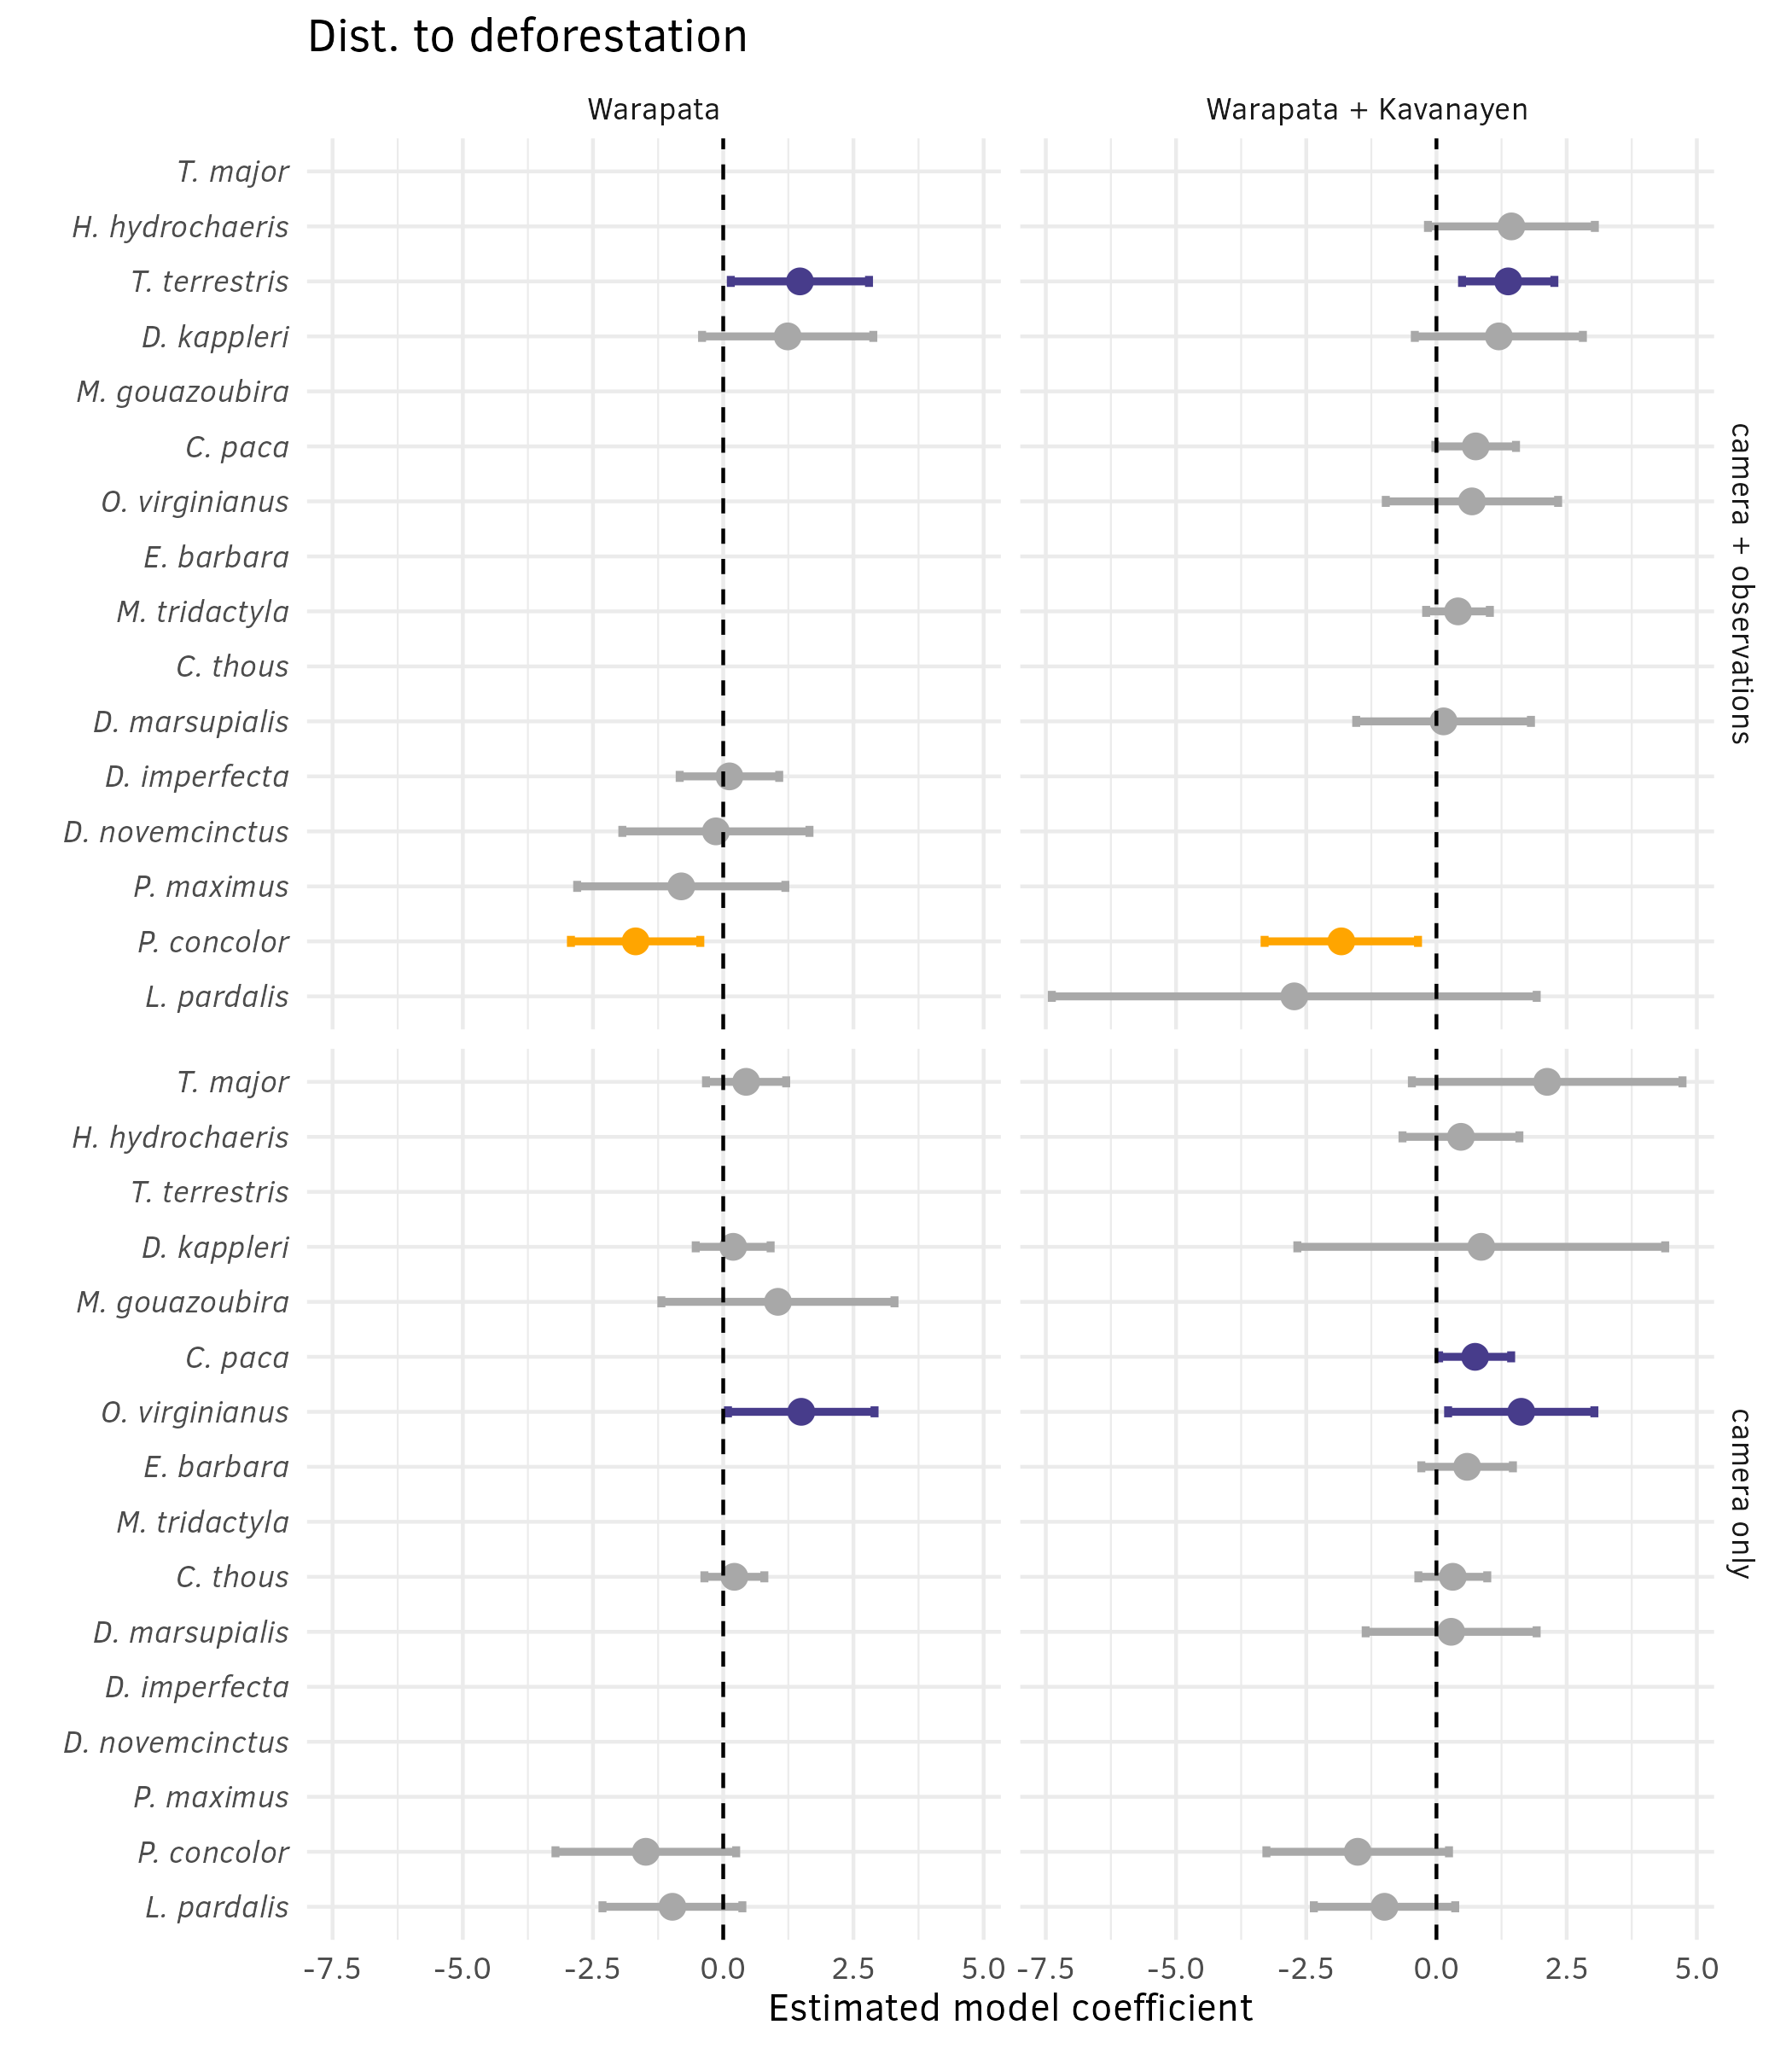 Dist. to deforestation
Warapata
Warapata + Kavanayen
T. major
H. hydrochaeris
T. terrestris
D. kappleri
M. gouazoubira
C. paca
O. virginianus
E. barbara
M. tridactyla
C. thous
D. marsupialis
D. imperfecta
D. novemcinctus
P. maximus
P. concolor
L. pardalis
camera + observations
T. major
H. hydrochaeris
T. terrestris
D. kappleri
M. gouazoubira
C. paca
O. virginianus
E. barbara
M. tridactyla
C. thous
D. marsupialis
D. imperfecta
D. novemcinctus
P. maximus
P. concolor
L. pardalis
camera only
-7.5 -5.0 -2.5 0.0 2.5 5.0 -7.5 -5.0 -2.5 0.0 2.5 5.0
Estimated model coefficient